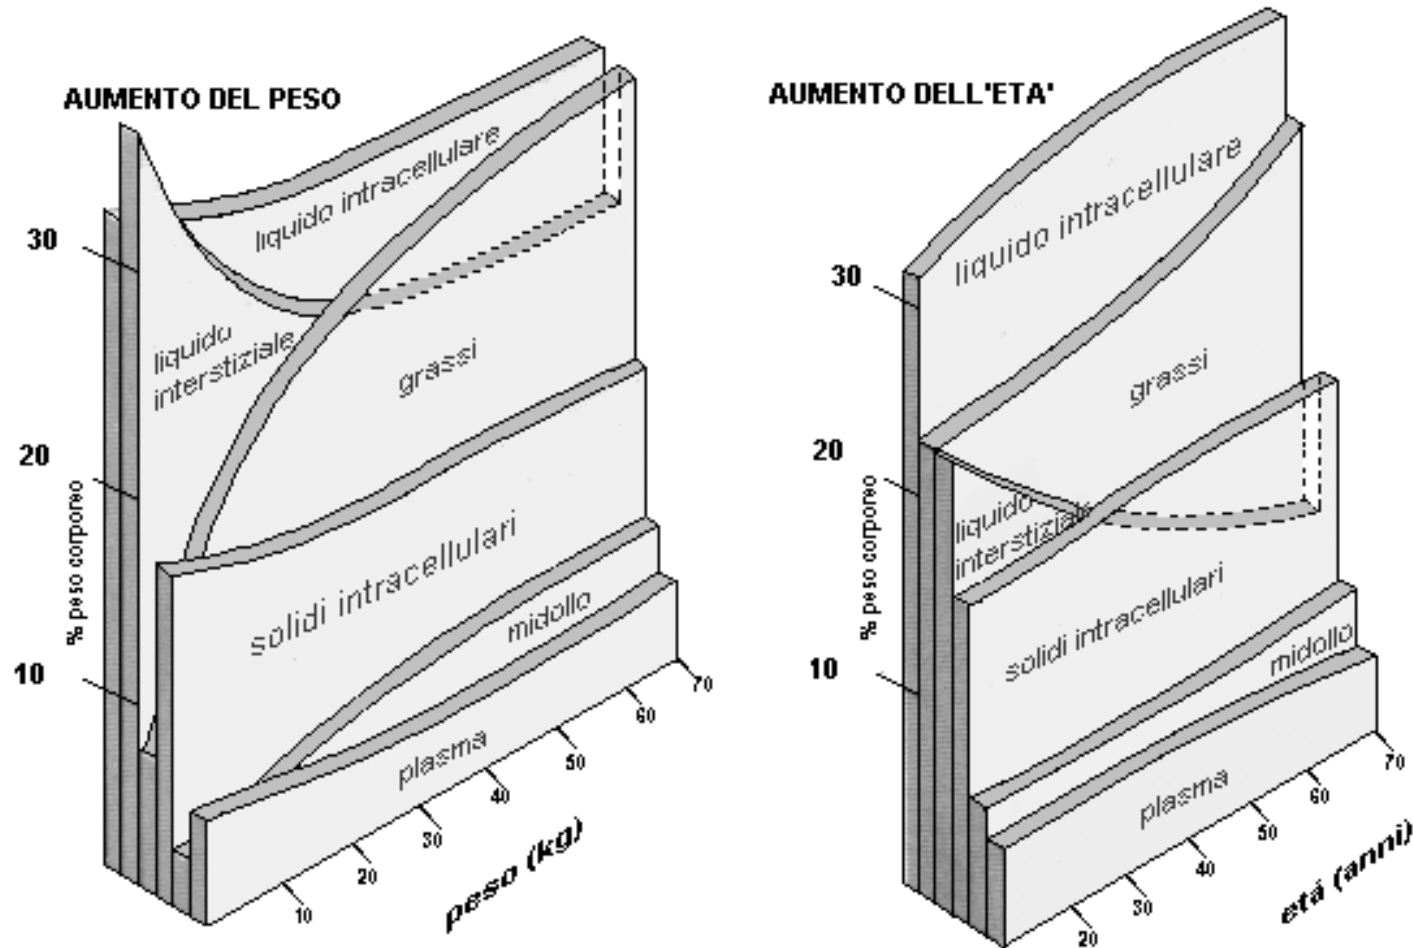 AUMENTO DEL PESO
liquido intracellulare
30
liquido
interstiziale
grassi
20
% peso corporeo
solidi intracellulari
midollo
10
plasma
70
60
50
40
30
20
10
peso (kg)
AUMENTO DELL'ETA'
liquido intracellulare
30
grassi
20
% peso corporeo
liquido
interstiziale
solidi intracellulari
midollo
10
plasma
70
60
50
40
30
20
età (anni)